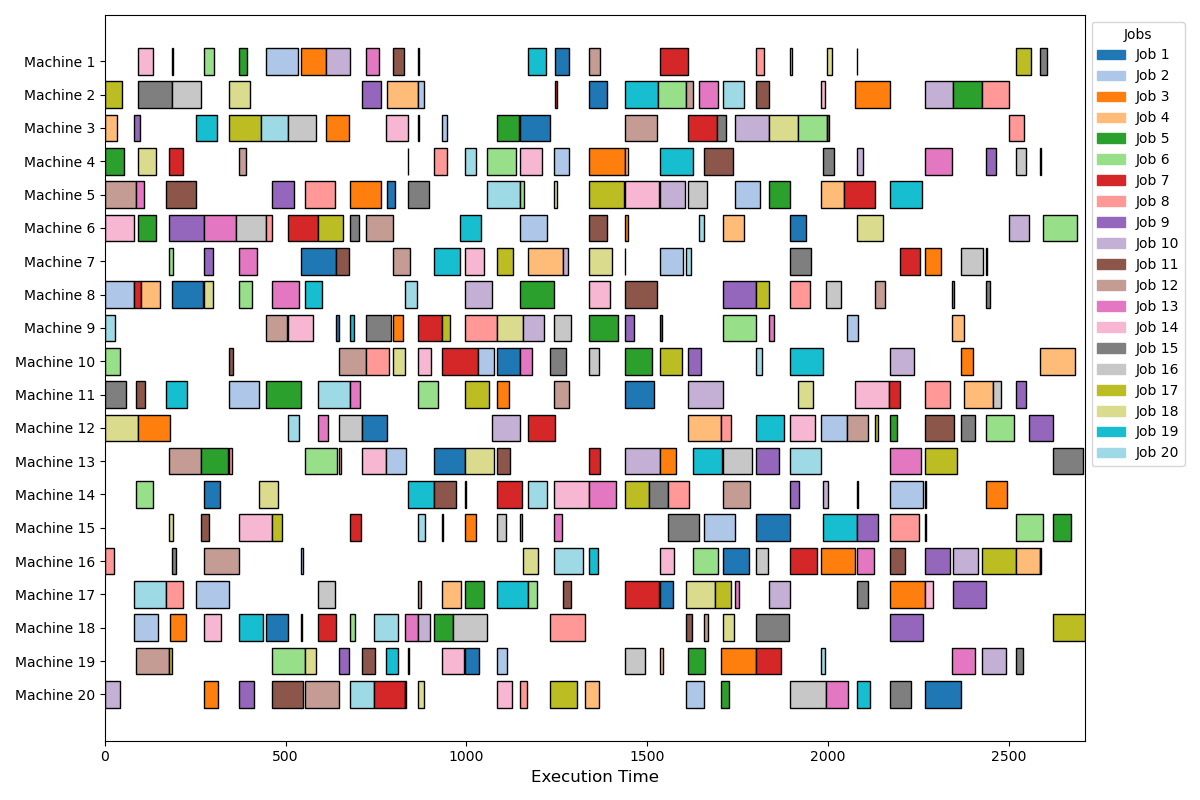 Machine 1
Machine 2
Machine 3
Machine 4
Machine 5
Machine 6
Machine 7
Machine 8
Machine 9
Machine 10
Machine 11
Machine 12
Machine 13
Machine 14
Machine 15
Machine 16
Machine 17
Machine 18
Machine 19
Machine 20
0 500 1000 1500 2000 2500
Execution Time
Jobs
Job 1
Job 2
Job 3
Job 4
Job 5
Job 6
Job 7
Job 8
Job 9
Job 10
Job 11
Job 12
Job 13
Job 14
Job 15
Job 16
Job 17
Job 18
Job 19
Job 20